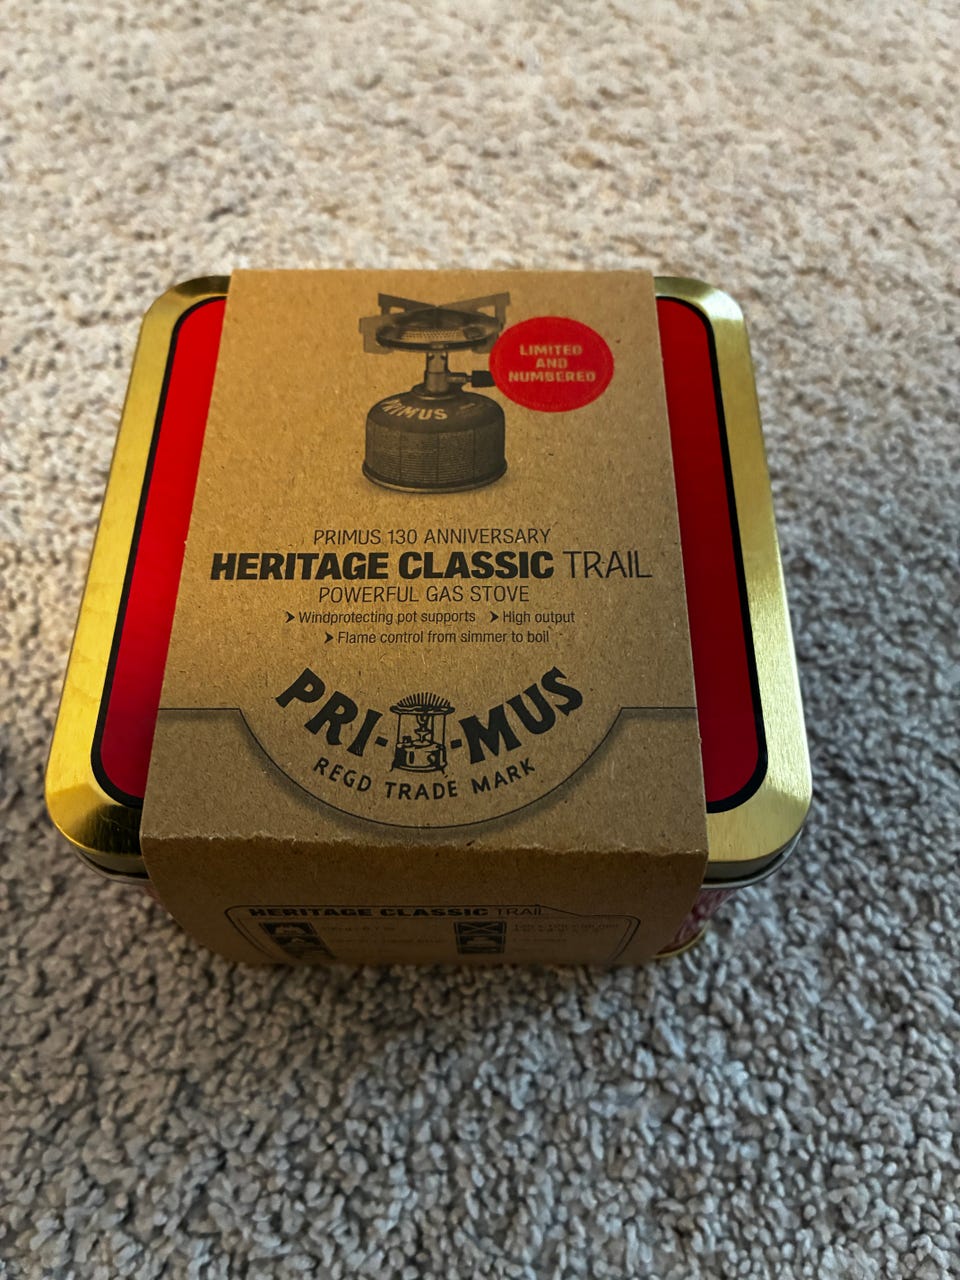 LIMITED
AND
NUMBERED
PRIMUS
PRIMUS 130 ANNIVERSARY
HERITAGE CLASSIC TRAIL
POWERFUL GAS STOVE
➤ Windprotecting pot supports ➤ High output
➤ Flame control from simmer to boil
PRI-MUS
REGD TRADE MARK
HERITAGE CLASSIC TRAIL